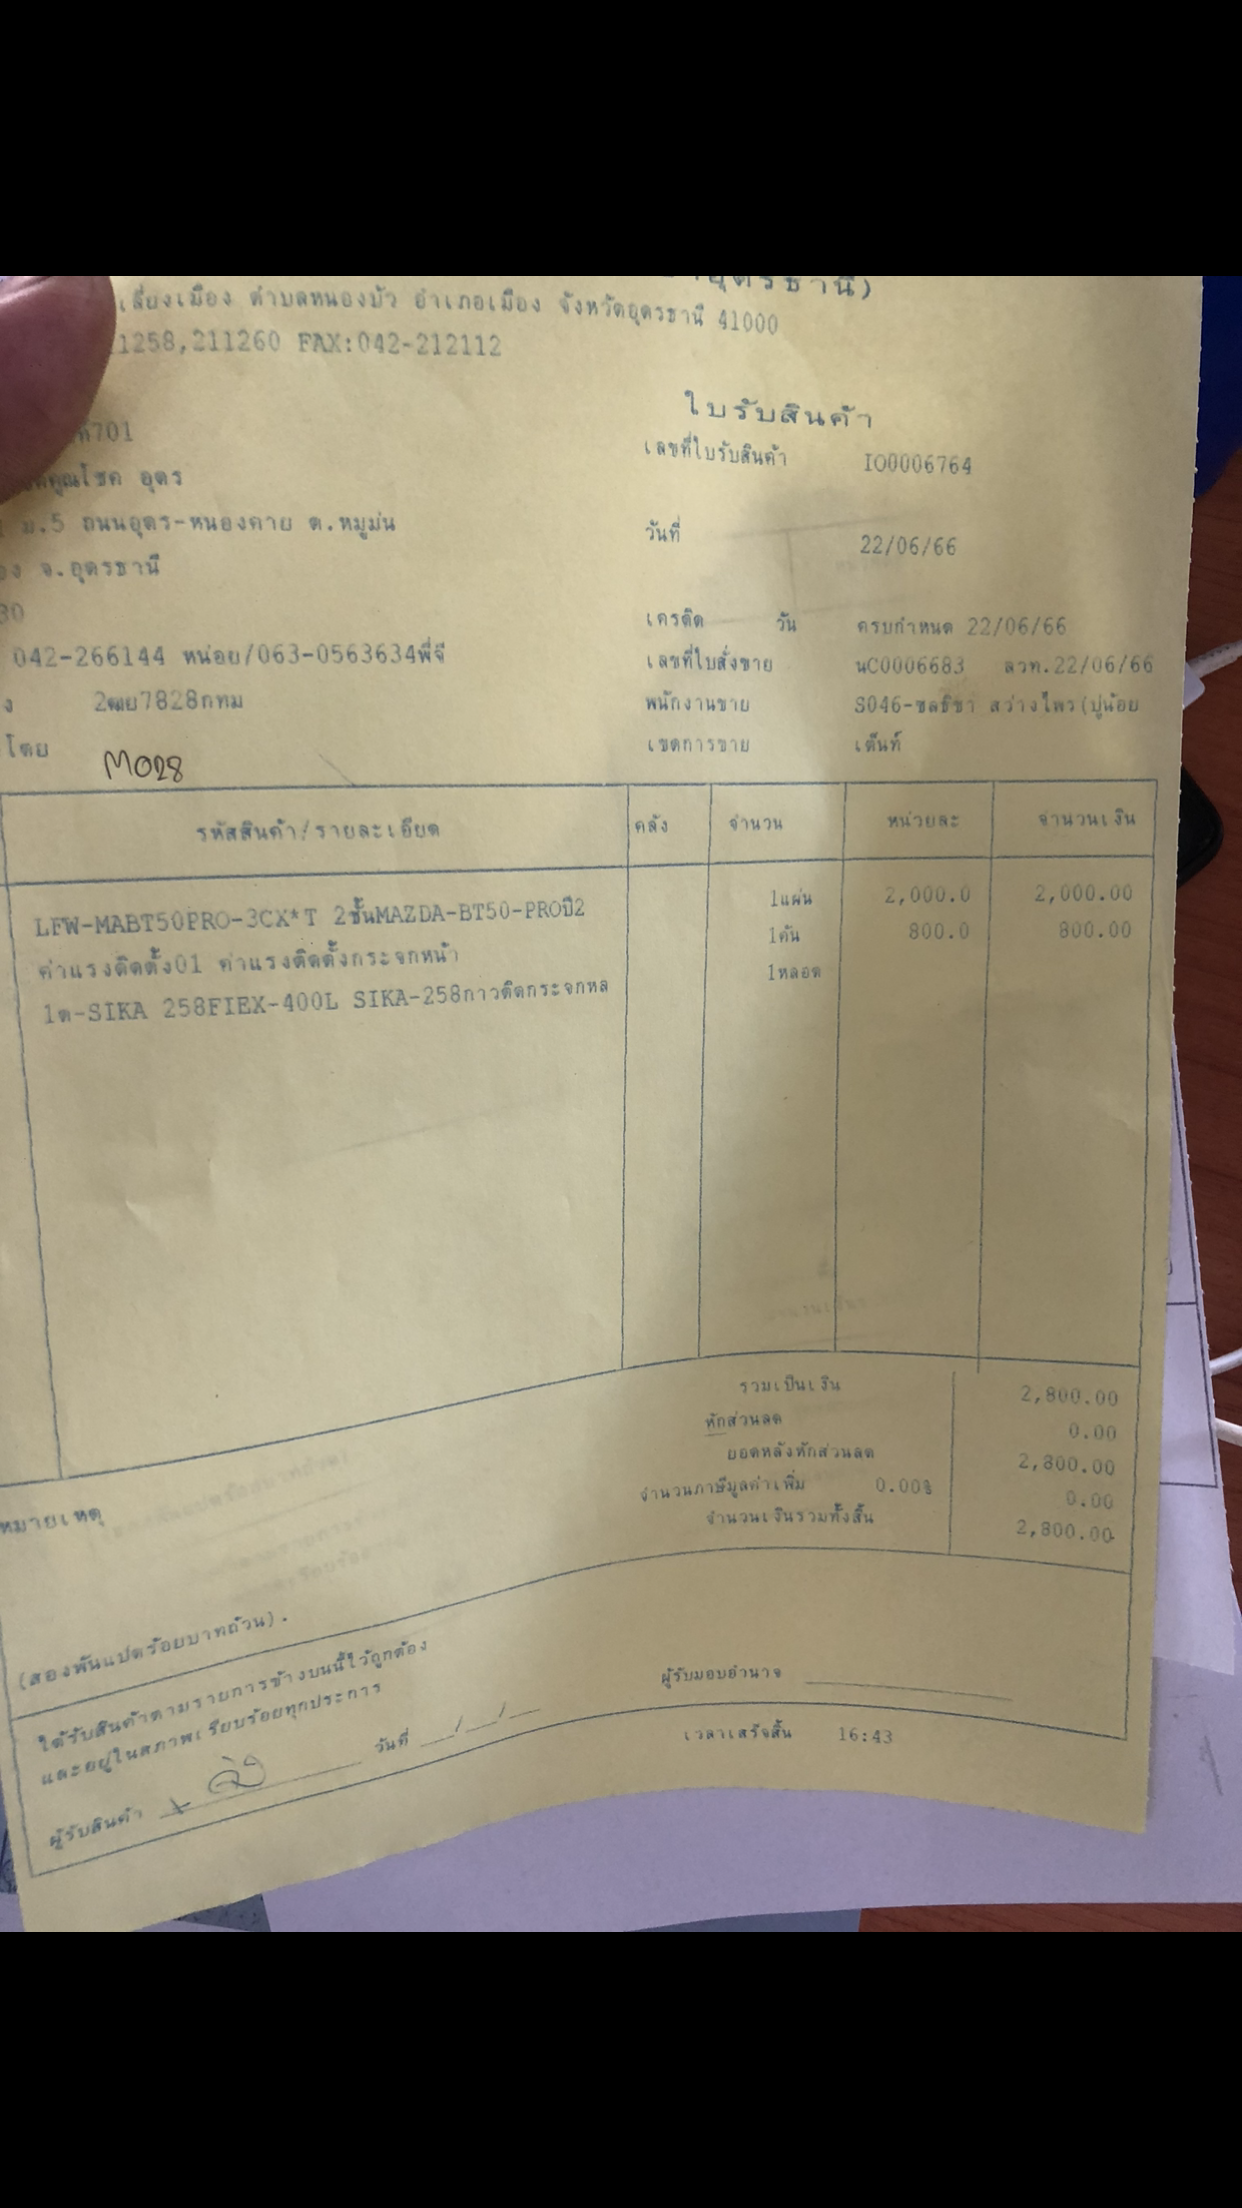 อุดรธานี)
เลี่ยงเมือง ตำบลหนองบัว อำเภอเมือง จังหวัดอุดรธานี 41000
11258,211260 FAX:042-212112
ใบรับสินค้า
701
เลขที่ใบรับสินค้า IO0006764
คูณโชค อุดร
ม.5 ถนนอุดร-หนองคาย ต.หมูม่น
วันที่ 22/06/66
จ.อุดรธานี
30
เครดิต วัน ครบกำหนด 22/06/66
042-266144 หน่อย/063-0563634พี่จี
เลขที่ใบสั่งขาย นC0006683 ลวท.22/06/66
2ฒย7828กทม
พนักงานขาย S046-ชลธิชา สว่างไพร(ปูน้อย
โดย M028
เขตการขาย เต็นท์
รหัสสินค้า/รายละเอียด คลัง จำนวน หน่วยละ จำนวนเงิน
LFW-MABT50PRO-3CX*T 2ชั้นMAZDA-BT50-PROปี2 1แผ่น 2,000.0 2,000.00
ค่าแรงติดตั้ง01 ค่าแรงติดตั้งกระจกหน้า 1คัน 800.0 800.00
1ด-SIKA 258FIEX-400L SIKA-258กาวติดกระจกหล 1หลอด
รวมเป็นเงิน 2,800.00
หักส่วนลด 0.00
ยอดหลังหักส่วนลด 2,800.00
จำนวนภาษีมูลค่าเพิ่ม 0.00% 0.00
หมายเหตุ
จำนวนเงินรวมทั้งสิ้น 2,800.00
(สองพันแปดร้อยบาทถ้วน).
ได้รับสินค้าตามรายการข้างบนนี้ไว้ถูกต้อง
และอยู่ในสภาพเรียบร้อยทุกประการ
ผู้รับมอบอำนาจ
ผู้รับสินค้า วันที่ / /
เวลาเสร็จสิ้น 16:43